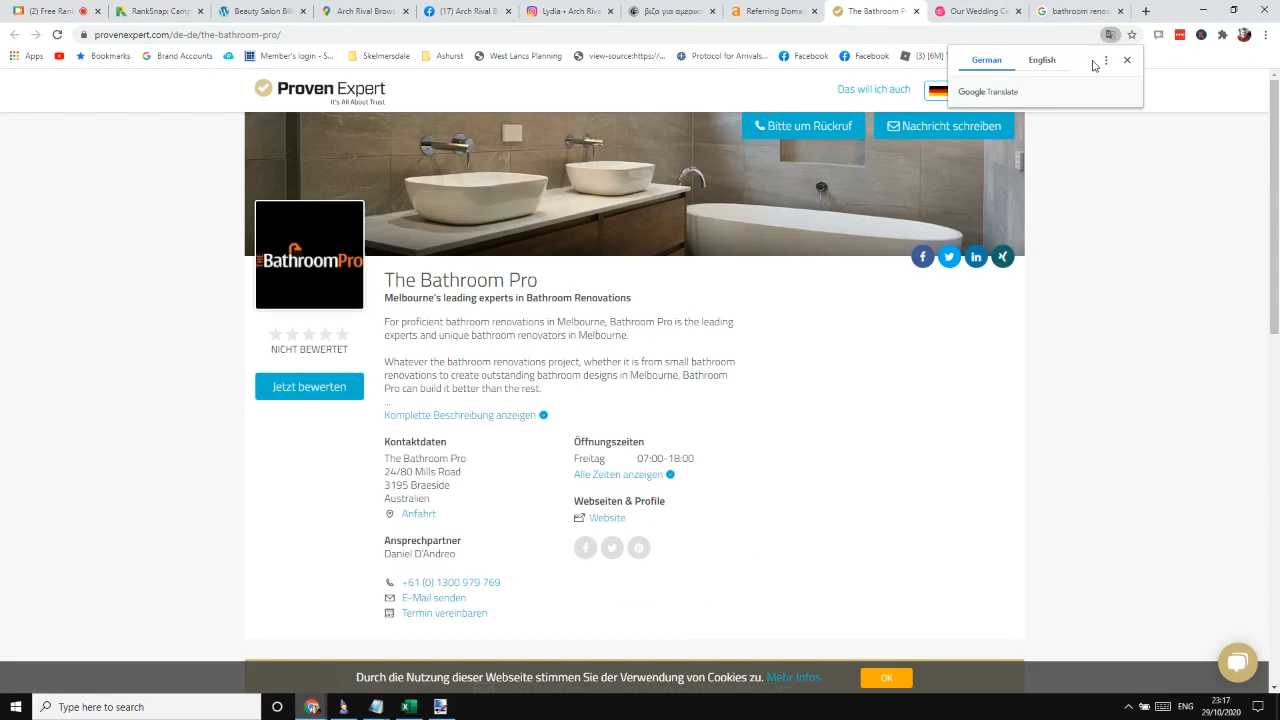 (2) Free Rank
RankSnap: Camp
Beauty Salon Bill
Arch Rival Brow
(17) Arch Rival B
Lydia • Arch Riva
βιζο για αμερικα
Referring Domai
The Bathroom P
Our Wedding Ce
bathroom renova
provenexpert.com/de-de/the-bathroom-pro/
Apps
Bookmarks
Brand Accounts
Member's login - S...
Skelmersdale
Ashurst
West Lancs Planning
view-source:https:...
Protocol for Arrivals...
Facebook
Facebook
(3) [6M]
German
English
Google Translate
Proven Expert
It's All About Trust
Das will ich auch
Bitte um Rückruf
Nachricht schreiben
THE BathroomPro
The Bathroom Pro
Melbourne's leading experts in Bathroom Renovations
For proficient bathroom renovations in Melbourne, Bathroom Pro is the leading
experts and unique bathroom renovators in Melbourne.
NICHT BEWERTET
Whatever the bathroom renovations project, whether it is from small bathroom
renovations to create outstanding bathroom designs in Melbourne, Bathroom
Pro can build it better than the rest.
...
Jetzt bewerten
Komplette Beschreibung anzeigen
Kontaktdaten
The Bathroom Pro
24/80 Mills Road
3195 Braeside
Australien
Anfahrt
Ansprechpartner
Daniel D'Andreo
+61 (0) 1300 979 769
E-Mail senden
Termin vereinbaren
Öffnungszeiten
Freitag 07:00-18:00
Alle Zeiten anzeigen
Webseiten & Profile
Website
Durch die Nutzung dieser Webseite stimmen Sie der Verwendung von Cookies zu. Mehr Infos
OK
Type here to search
ENG
23:17
29/10/2020